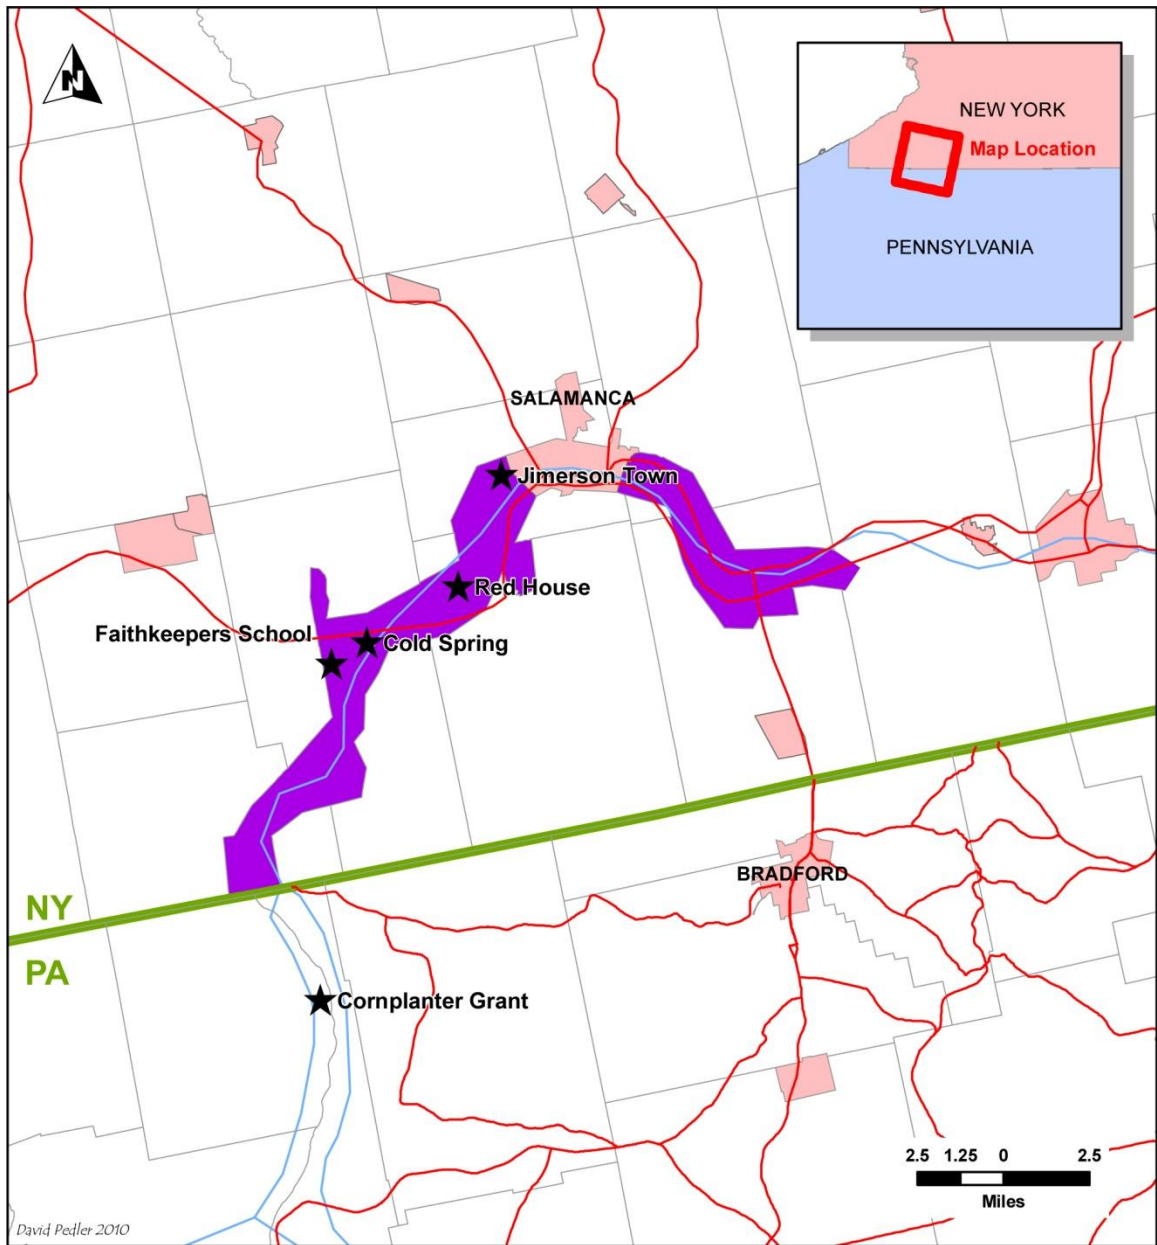 N
NEW YORK
Map Location
PENNSYLVANIA
SALAMANCA
Jimerson Town
Red House
Faithkeepers School
Cold Spring
BRADFORD
NY
PA
Cornplanter Grant
2.5 1.25 0 2.5
Miles
David Pedler 2010